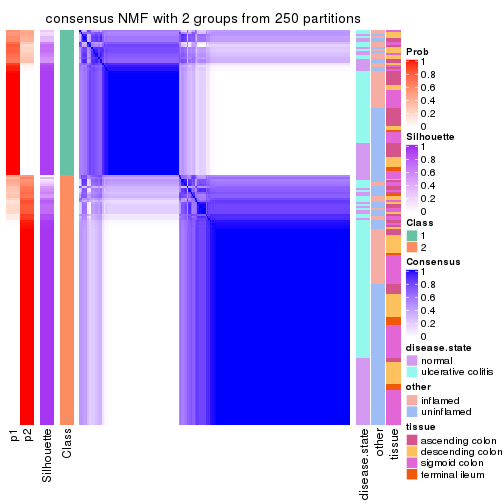 consensus NMF with 2 groups from 250 partitions
Prob
1
0.8
0.6
0.4
0.2
0
Silhouette
1
0.8
0.6
0.4
0.2
0
Class
1
2
Consensus
1
0.8
0.6
0.4
0.2
0
disease.state
normal
ulcerative colitis
other
inflamed
uninflamed
tissue
ascending colon
descending colon
sigmoid colon
terminal ileum
p1
p2
Silhouette
Class
disease.state
other
tissue